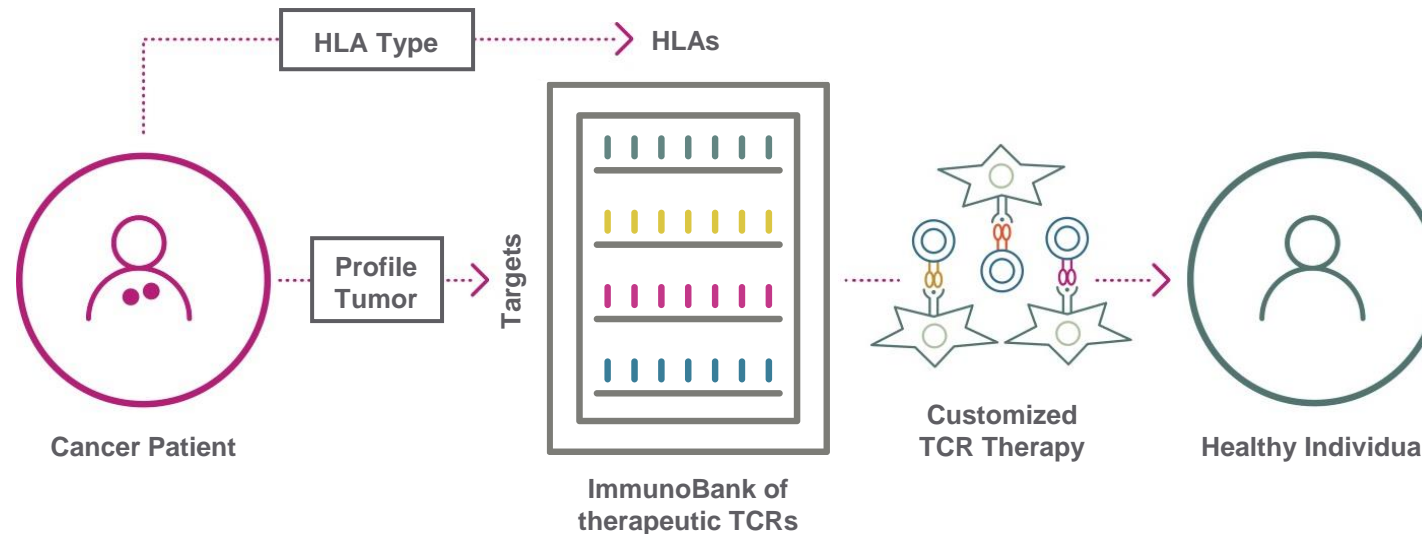 HLA Type
HLAs
Profile
Tumor
Targets
Cancer Patient
ImmunoBank of
therapeutic TCRs
Customized
TCR Therapy
Healthy Individua